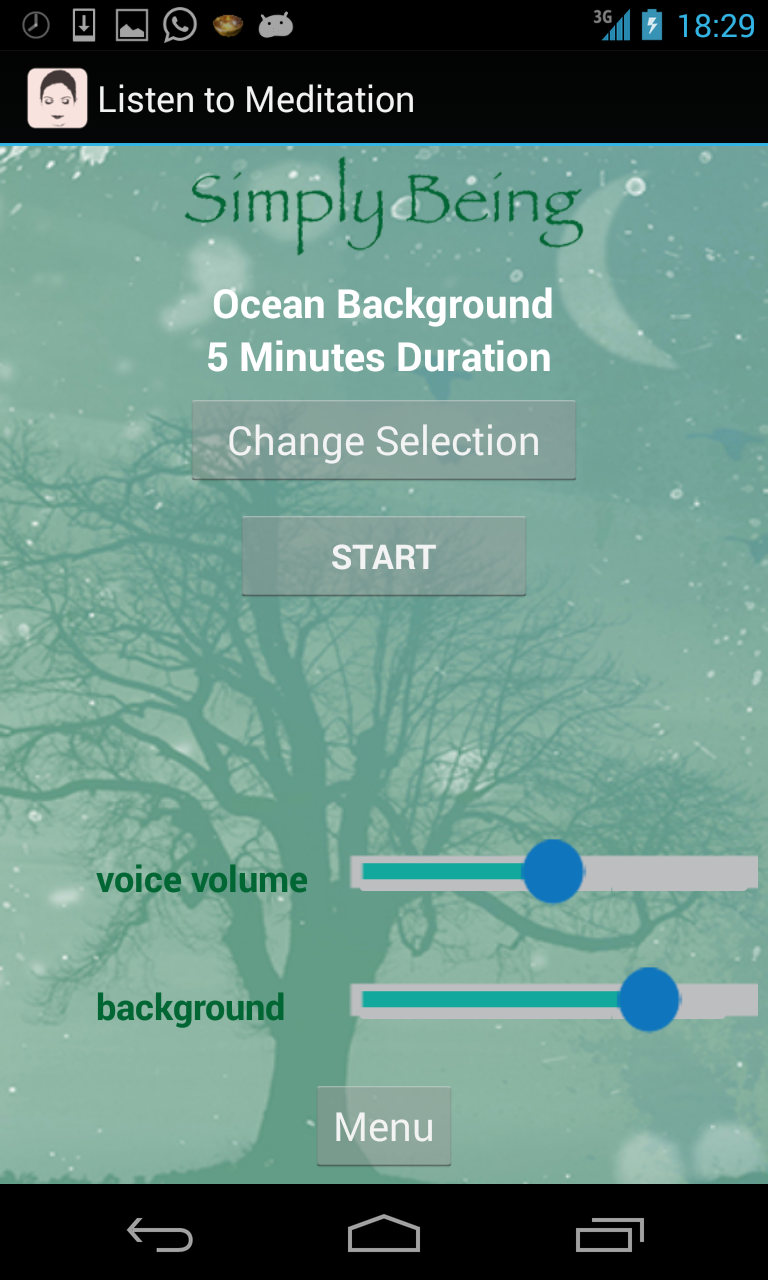 3G 18:29
Listen to Meditation
Simply Being
Ocean Background
5 Minutes Duration
Change Selection
START
voice volume
background
Menu